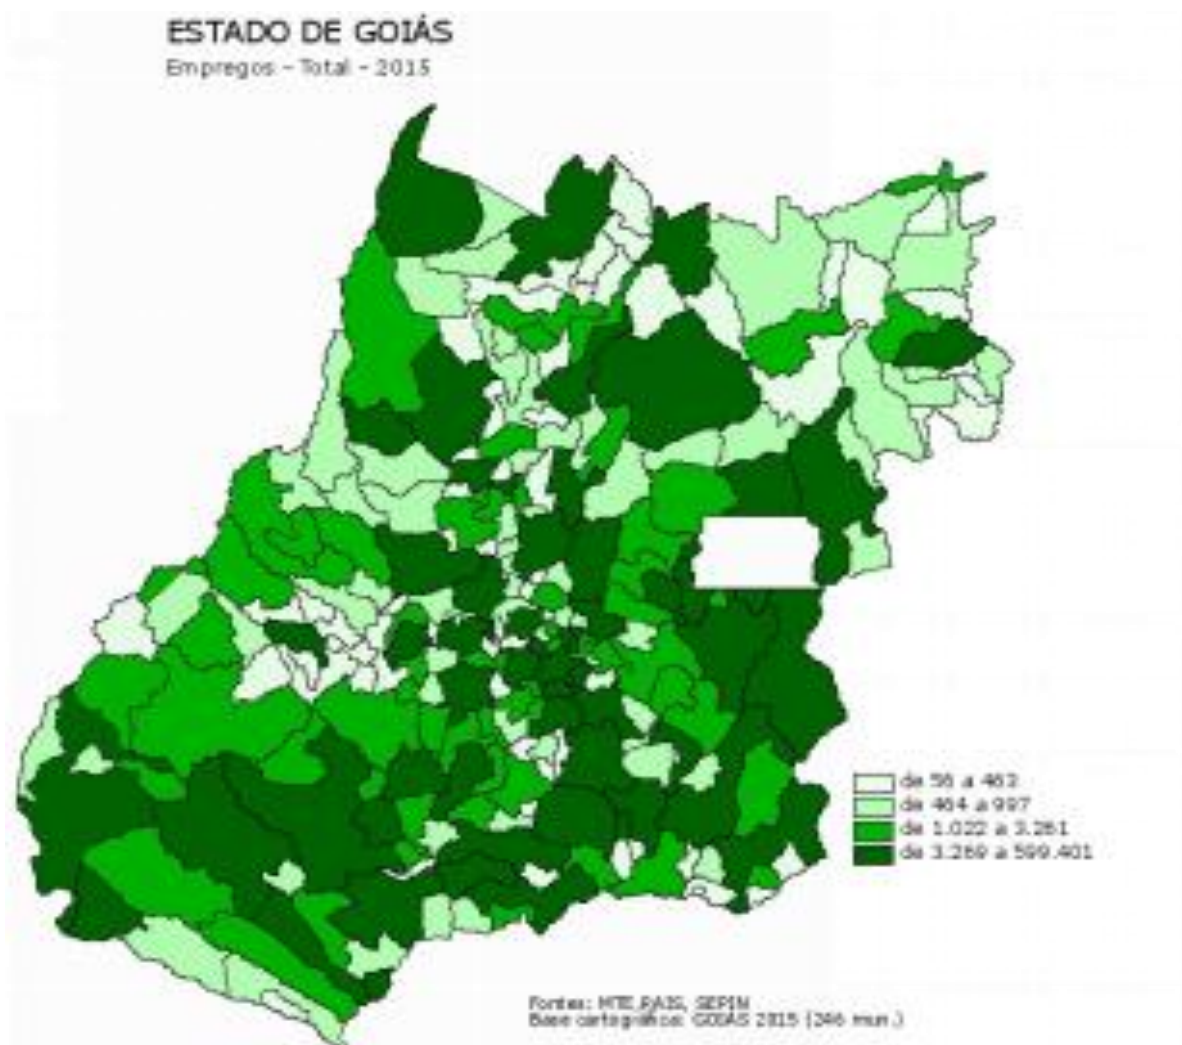 ESTADO DE GOIÁS
Empregos - Total - 2015
de 56 a 463
de 464 a 997
de 1.022 a 3.261
de 3.269 a 599.401
Fontes: MTE,RAIS, SEPIN
Base cartográfica: GOIÁS 2015 (246 mun.)